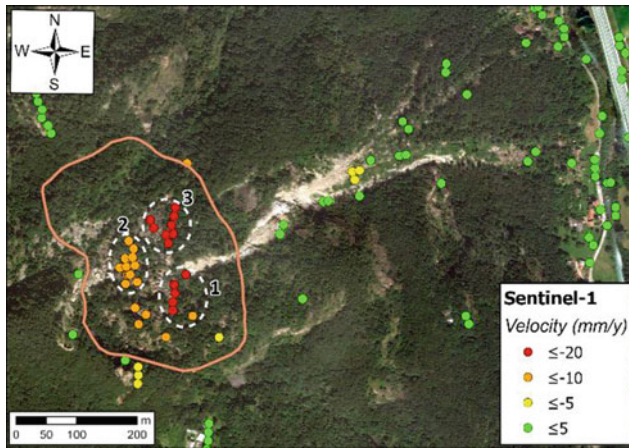 N
W E
S
3
2
1
Sentinel-1
Velocity (mm/y)
≤-20
≤-10
≤-5
≤5
0 50 100 200
m